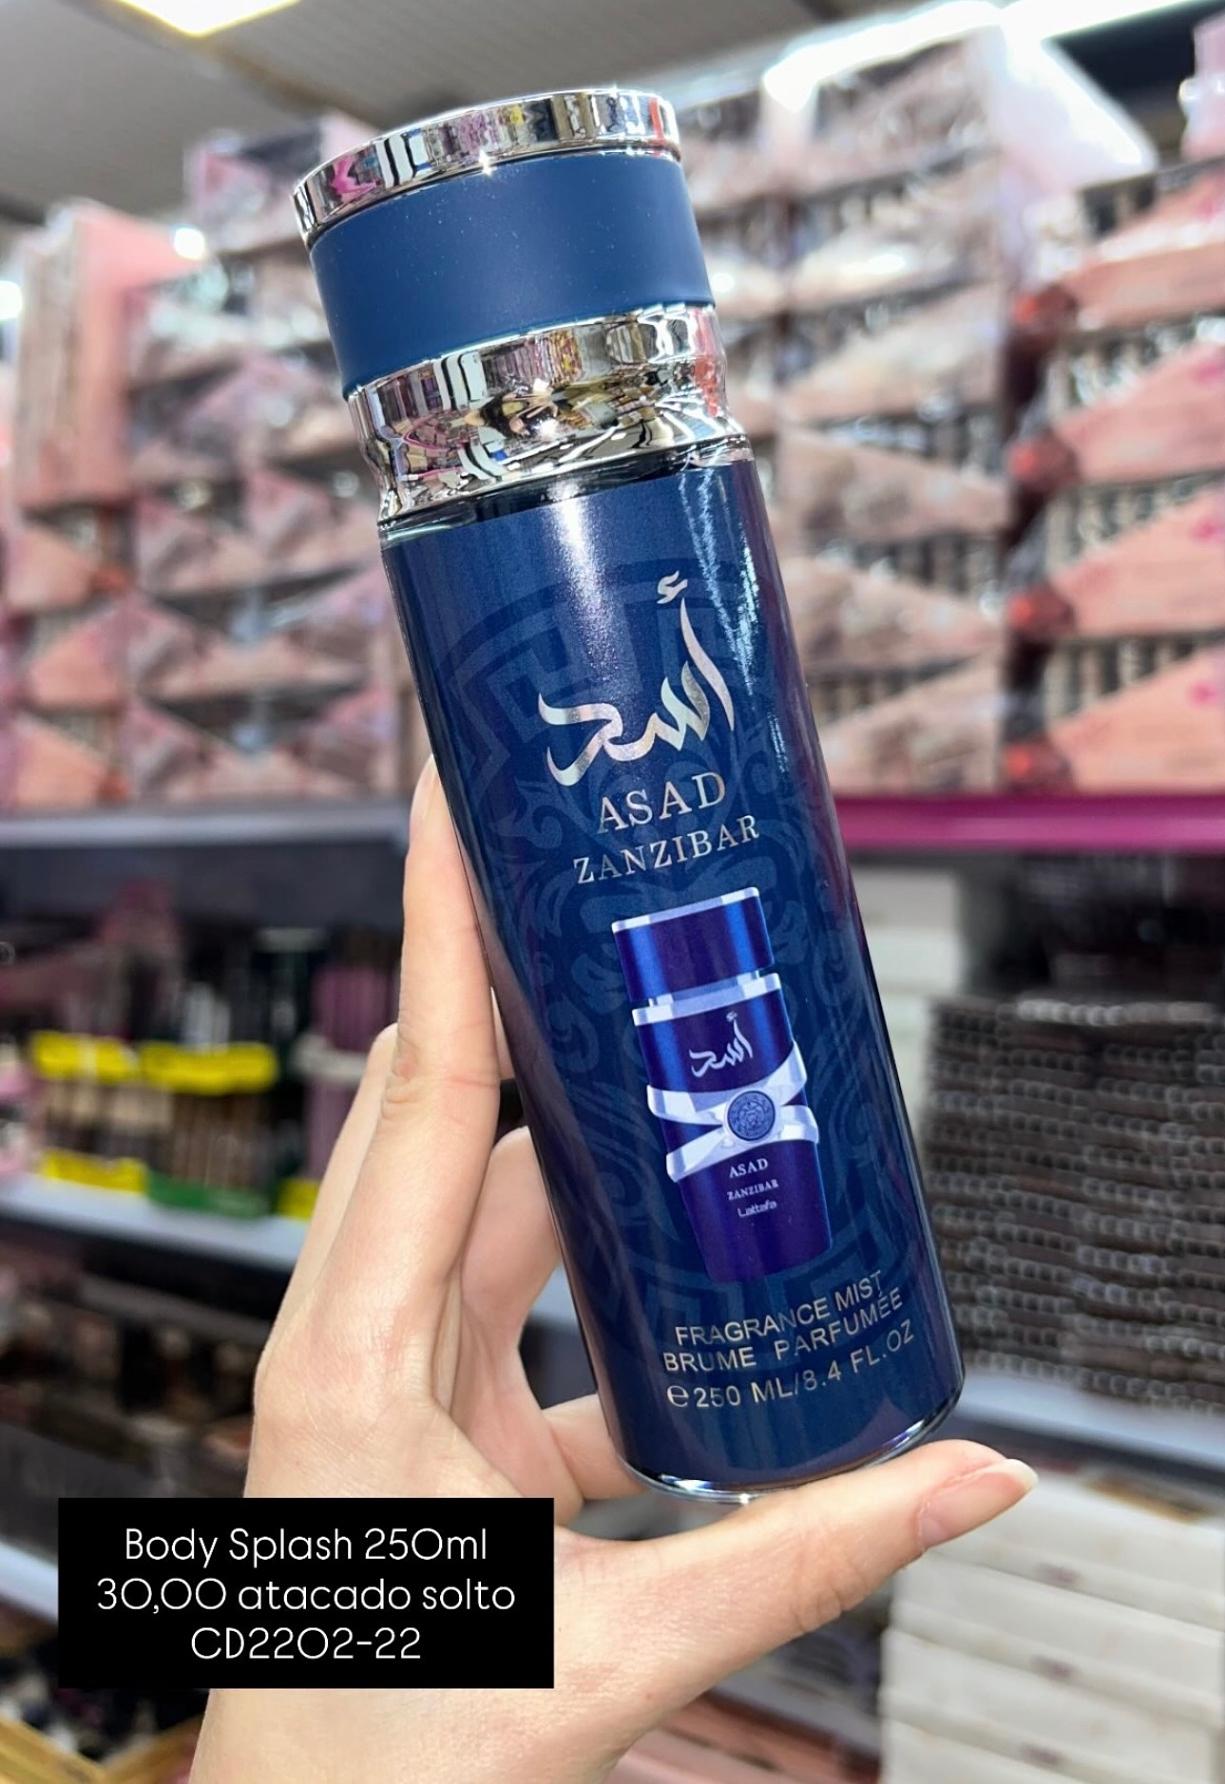 أسد
ASAD
ZANZIBAR
أسد
ASAD
ZANZIBAR
Lattafa
FRAGRANCE MIST
BRUME PARFUMÉE
℮250 ML/8.4 FL.OZ
Body Splash 250ml
30,00 atacado solto
CD2202-22